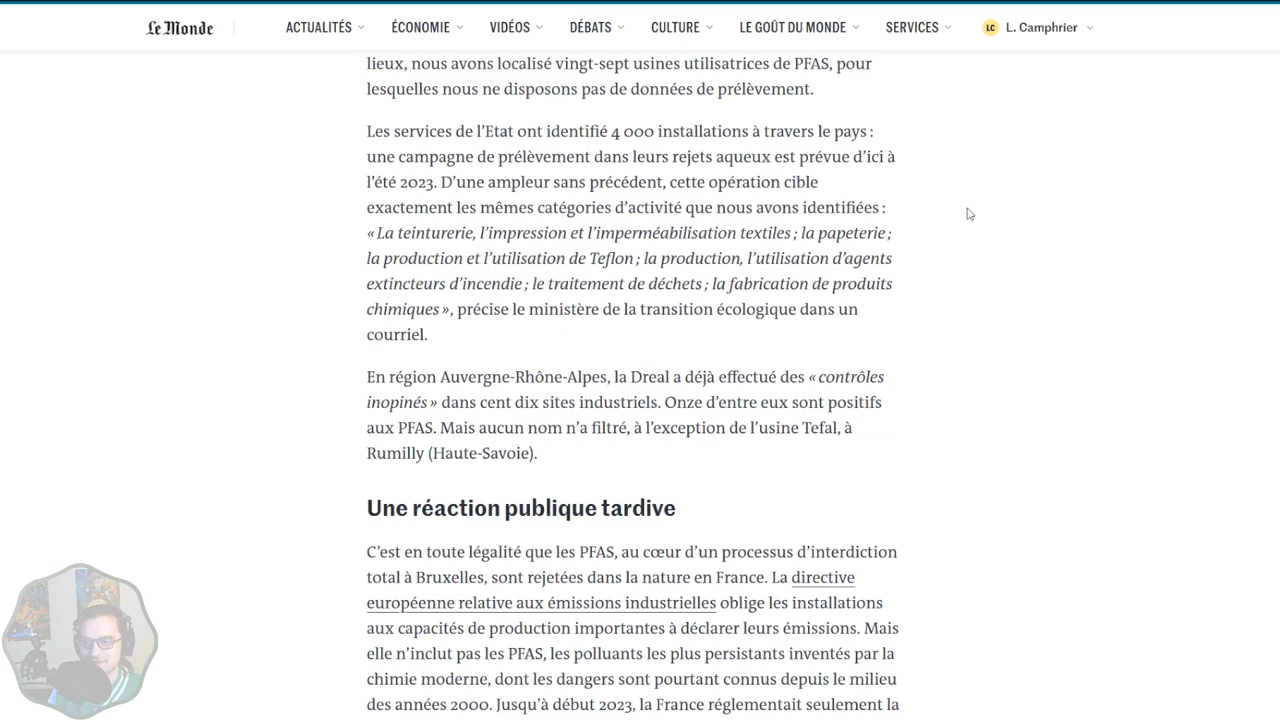 Le Monde
ACTUALITÉS
ÉCONOMIE
VIDÉOS
DÉBATS
CULTURE
LE GOÛT DU MONDE
SERVICES
LC
L. Camphrier
lieux, nous avons localisé vingt-sept usines utilisatrices de PFAS, pour
lesquelles nous ne disposons pas de données de prélèvement.
Les services de l’Etat ont identifié 4 000 installations à travers le pays :
une campagne de prélèvement dans leurs rejets aqueux est prévue d’ici à
l’été 2023. D’une ampleur sans précédent, cette opération cible
exactement les mêmes catégories d’activité que nous avons identifiées :
« La teinturerie, l’impression et l’imperméabilisation textiles ; la papeterie ;
la production et l’utilisation de Teflon ; la production, l’utilisation d’agents
extincteurs d’incendie ; le traitement de déchets ; la fabrication de produits
chimiques », précise le ministère de la transition écologique dans un
courriel.
En région Auvergne-Rhône-Alpes, la Dreal a déjà effectué des « contrôles
inopinés » dans cent dix sites industriels. Onze d’entre eux sont positifs
aux PFAS. Mais aucun nom n’a filtré, à l’exception de l’usine Tefal, à
Rumilly (Haute-Savoie).
Une réaction publique tardive
C’est en toute légalité que les PFAS, au cœur d’un processus d’interdiction
total à Bruxelles, sont rejetées dans la nature en France. La directive
européenne relative aux émissions industrielles oblige les installations
aux capacités de production importantes à déclarer leurs émissions. Mais
elle n’inclut pas les PFAS, les polluants les plus persistants inventés par la
chimie moderne, dont les dangers sont pourtant connus depuis le milieu
des années 2000. Jusqu’à début 2023, la France réglementait seulement la